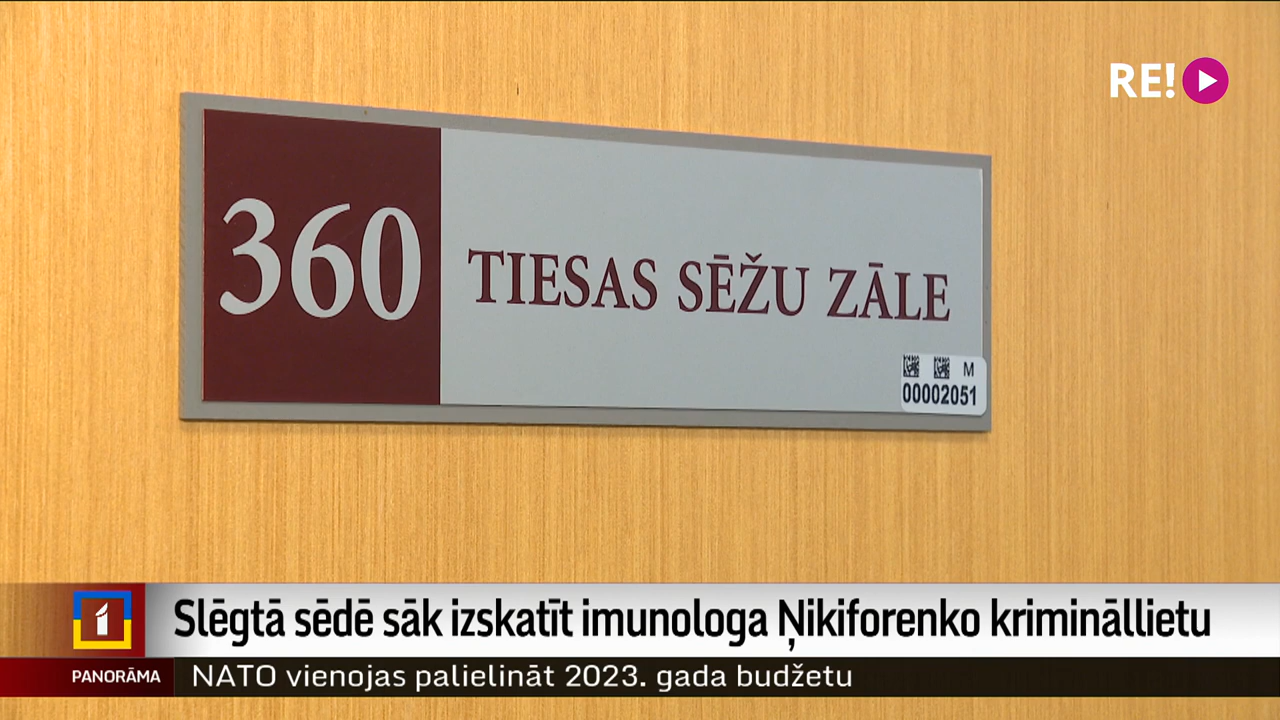 RE!
360
TIESAS SĒŽU ZĀLE
M
00002051
1
Slēgtā sēdē sāk izskatīt imunologa Ņikiforenko krimināllietu
PANORĀMA
NATO vienojas palielināt 2023. gada budžetu